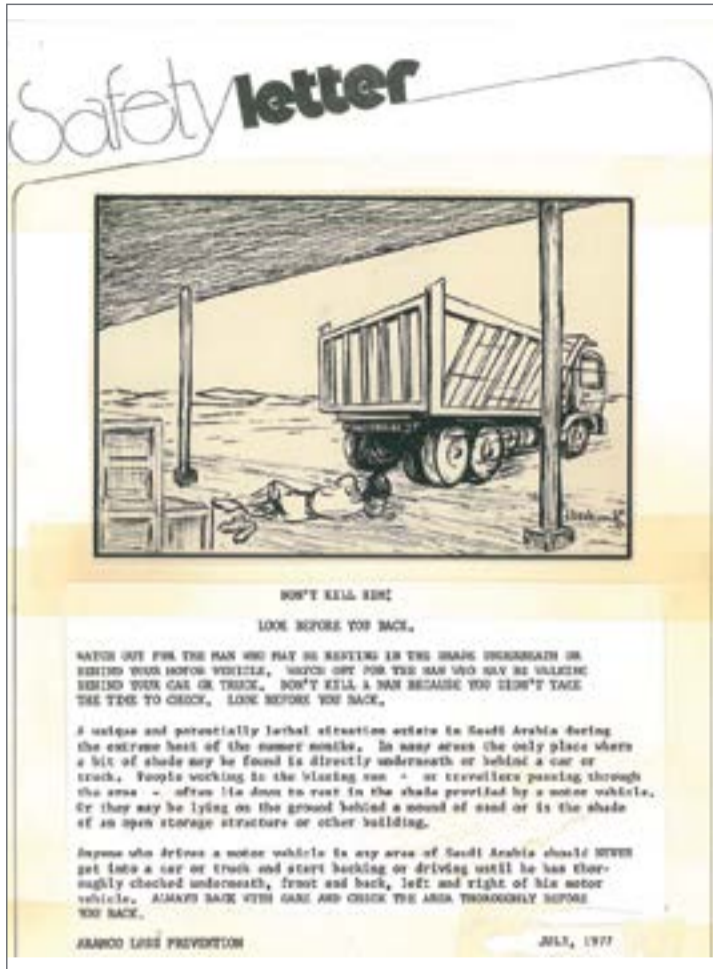 Safety letter
DON'T KILL HIM!
LOOK BEFORE YOU BACK.
WATCH OUT FOR THE MAN WHO MAY BE RESTING IN THE SHADE UNDERNEATH OR
BEHIND YOUR MOTOR VEHICLE. WATCH OUT FOR THE MAN WHO MAY BE WALKING
BEHIND YOUR CAR OR TRUCK. DON'T KILL A MAN BECAUSE YOU DIDN'T TAKE
THE TIME TO CHECK. LOOK BEFORE YOU BACK.
A unique and potentially lethal situation exists in Saudi Arabia during
the extreme heat of the summer months. In many areas the only place where
a bit of shade may be found is directly underneath or behind a car or
truck. People working in the blazing sun - or travellers passing through
the area - often lie down to rest in the shade provided by a motor vehicle.
Or they may be lying on the ground behind a mound of sand or in the shade
of an open storage structure or other building.
Anyone who drives a motor vehicle in any area of Saudi Arabia should NEVER
get into a car or truck and start backing or driving until he has thor-
oughly checked underneath, front and back, left and right of his motor
vehicle. ALWAYS BACK WITH CARE AND CHECK THE AREA THOROUGHLY BEFORE
YOU BACK.
ARAMCO LOSS PREVENTION JULY, 1977